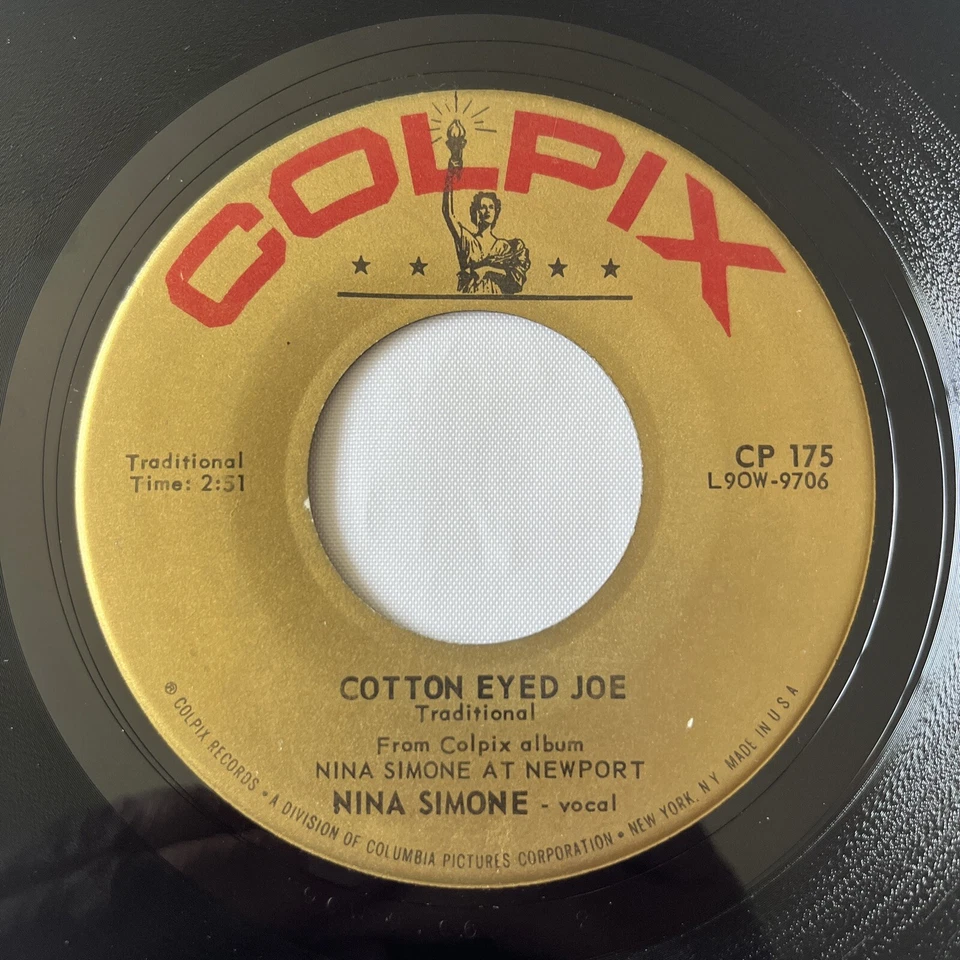 COLPIX
Traditional
Time: 2:51
CP 175
L9OW-9706
COTTON EYED JOE
Traditional
From Colpix album
NINA SIMONE AT NEWPORT
NINA SIMONE - vocal
® COLPIX RECORDS • A DIVISION OF COLUMBIA PICTURES CORPORATION • NEW YORK, N.Y. MADE IN U S A